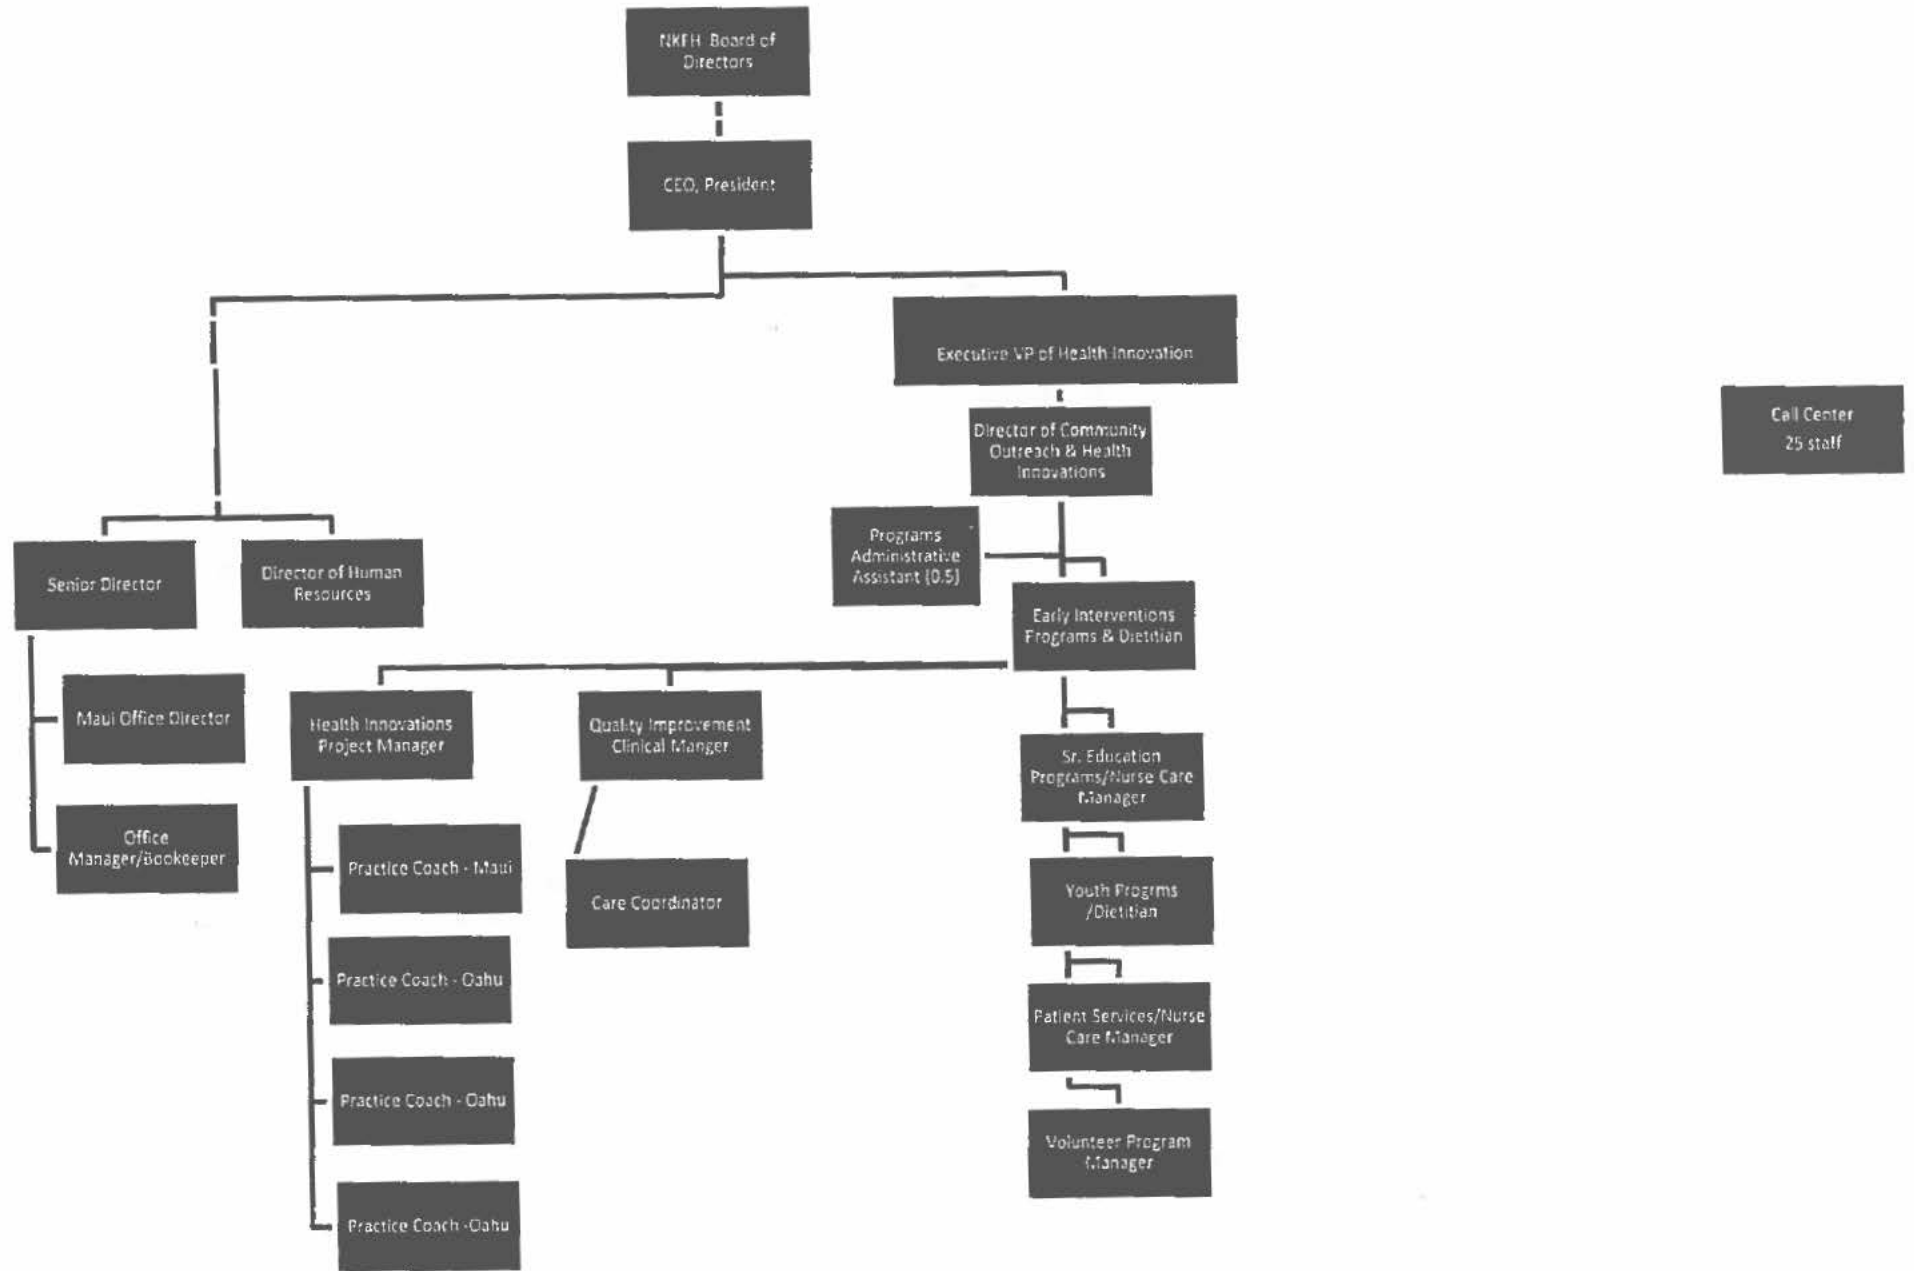 NKFH Board of
Directors
CEO, President
Executive VP of Health Innovation
Director of Community
Outreach & Health
Innovations
Call Center
25 staff
Programs
Administrative
Assistant (0.5)
Senior Director
Director of Human
Resources
Early Interventions
Programs & Dietitian
Maui Office Director
Health Innovations
Project Manager
Quality Improvement
Clinical Manger
Sr. Education
Programs/Nurse Care
Manager
Office
Manager/Bookeeper
Practice Coach - Maui
Care Coordinator
Youth Progrms
/Dietitian
Practice Coach - Oahu
Patient Services/Nurse
Care Manager
Practice Coach - Oahu
Volunteer Program
Manager
Practice Coach -Oahu